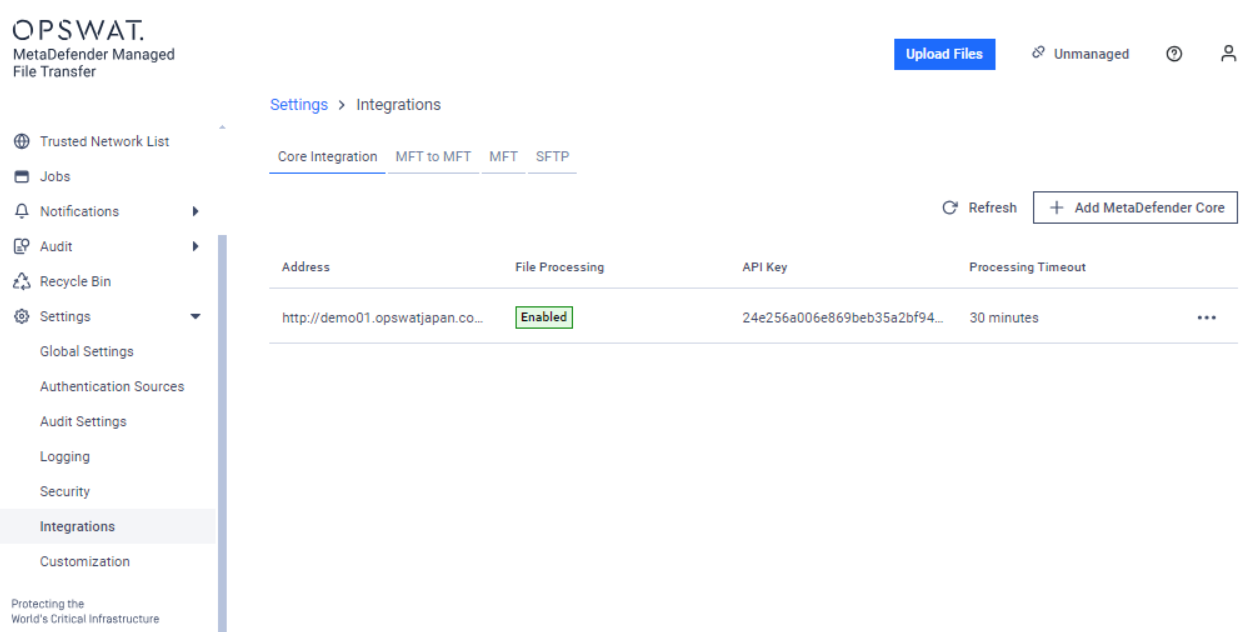 OPSWAT.
MetaDefender Managed
File Transfer
Upload Files
Unmanaged
Settings > Integrations
Trusted Network List
Jobs
Notifications
Audit
Recycle Bin
Settings
Global Settings
Authentication Sources
Audit Settings
Logging
Security
Integrations
Customization
Protecting the
World's Critical Infrastructure
Core Integration MFT to MFT MFT SFTP
Refresh + Add MetaDefender Core
Address File Processing API Key Processing Timeout
http://demo01.opswatjapan.co... Enabled 24e256a006e869beb35a2bf94... 30 minutes ...